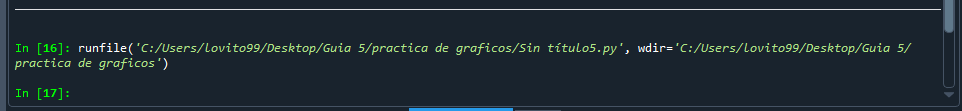 In [16]: runfile('C:/Users/lovito99/Desktop/Guia 5/practica de graficos/Sin título5.py', wdir='C:/Users/lovito99/Desktop/Guia 5/
practica de graficos')
In [17]: